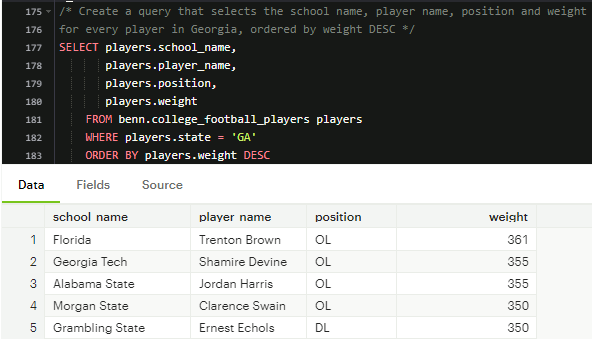 175 /* Create a query that selects the school name, player name, position and weight
176 for every player in Georgia, ordered by weight DESC */
177 SELECT players.school_name,
178 players.player_name,
179 players.position,
180 players.weight
181 FROM benn.college_football_players players
182 WHERE players.state = 'GA'
183 ORDER BY players.weight DESC
Data Fields Source
school name player name position weight
1 Florida Trenton Brown OL 361
2 Georgia Tech Shamire Devine OL 355
3 Alabama State Jordan Harris OL 355
4 Morgan State Clarence Swain OL 350
5 Grambling State Ernest Echols DL 350